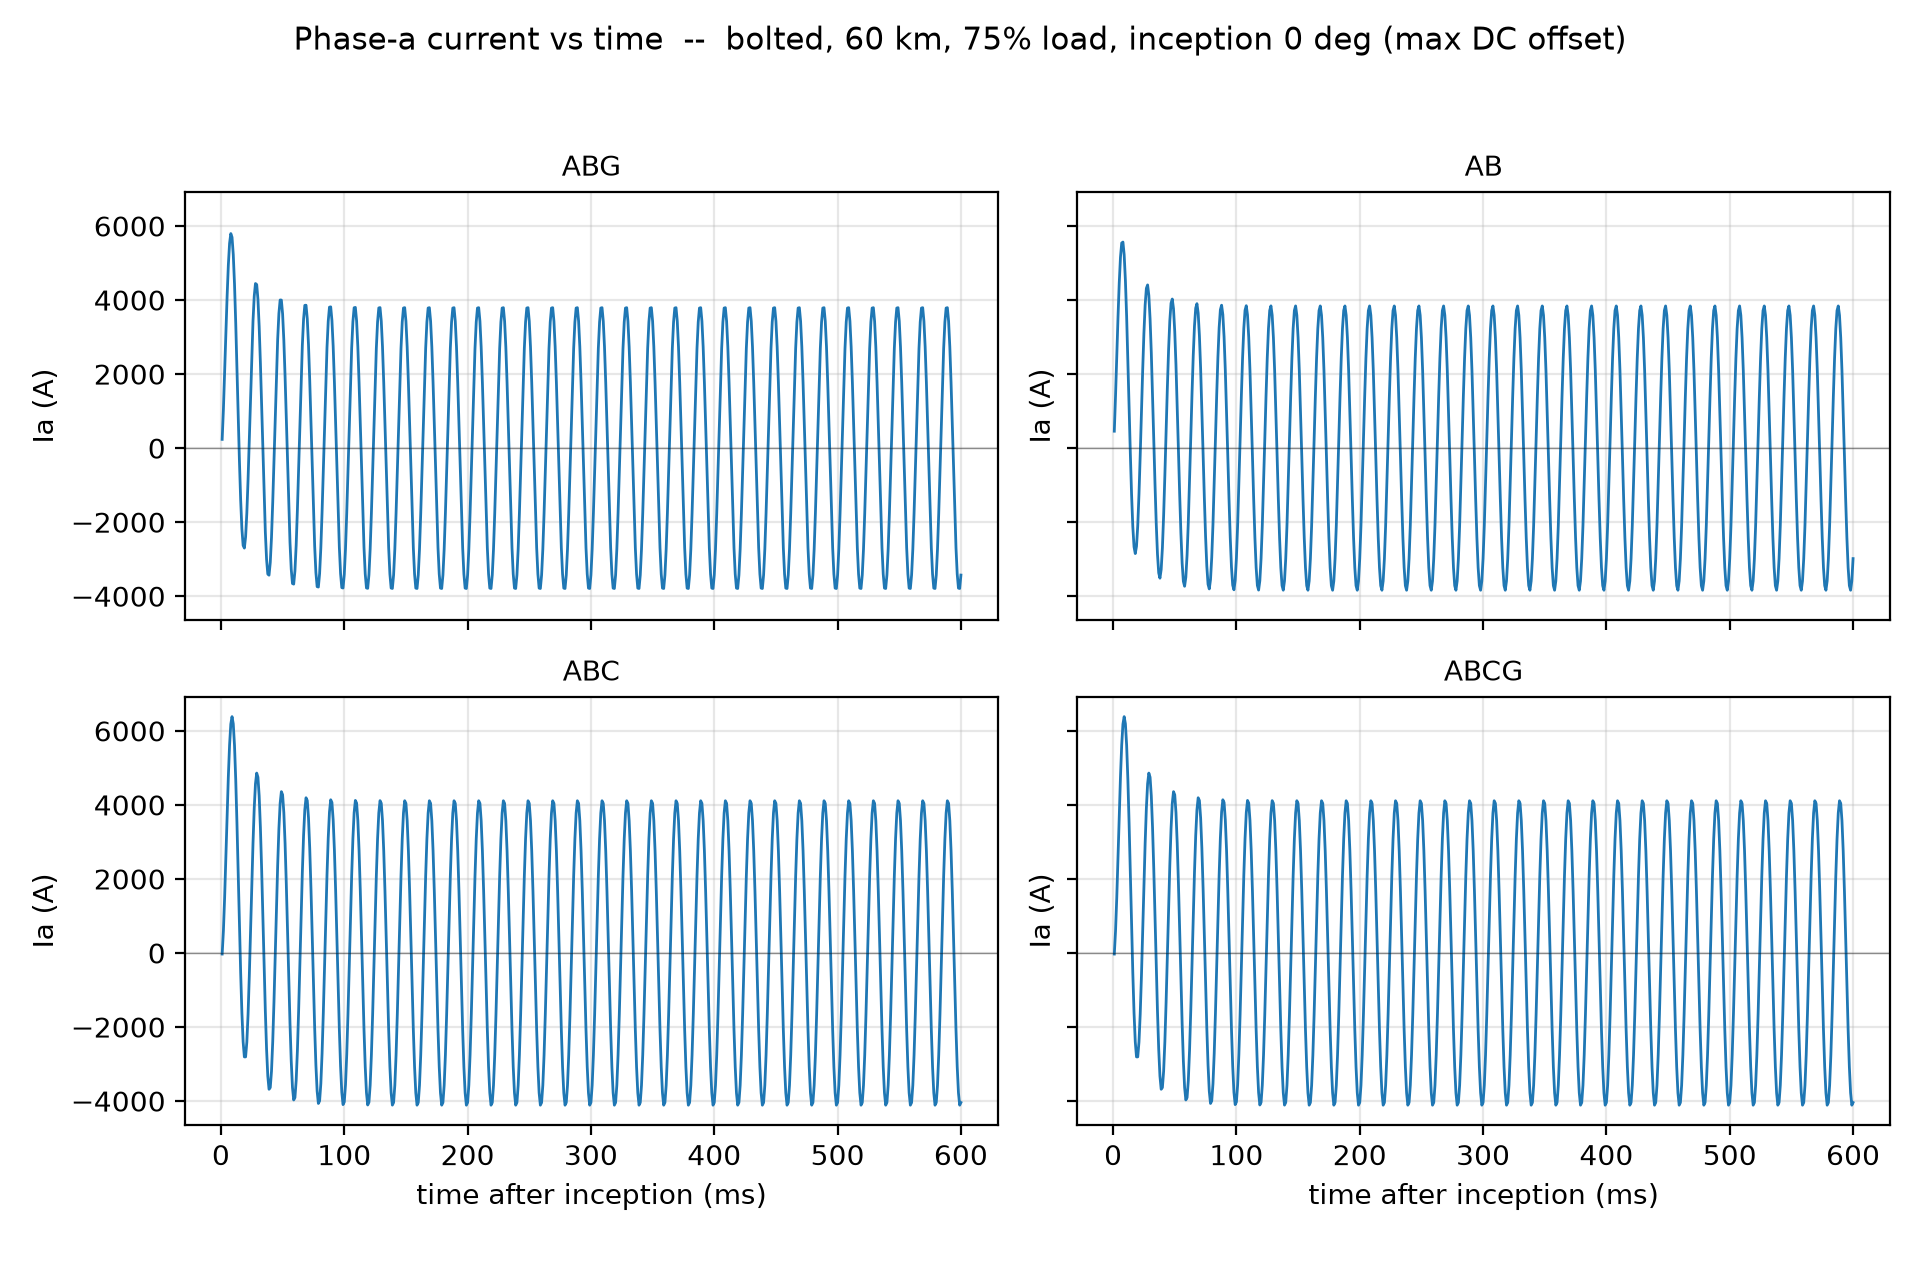 Phase-a current vs time  --  bolted, 60 km, 75% load, inception 0 deg (max DC offset)
ABG
AB
6000
4000
2000
0
−2000
−4000
Ia (A)
Ia (A)
ABC
ABCG
6000
4000
2000
0
−2000
−4000
Ia (A)
Ia (A)
0 100 200 300 400 500 600
0 100 200 300 400 500 600
time after inception (ms)
time after inception (ms)